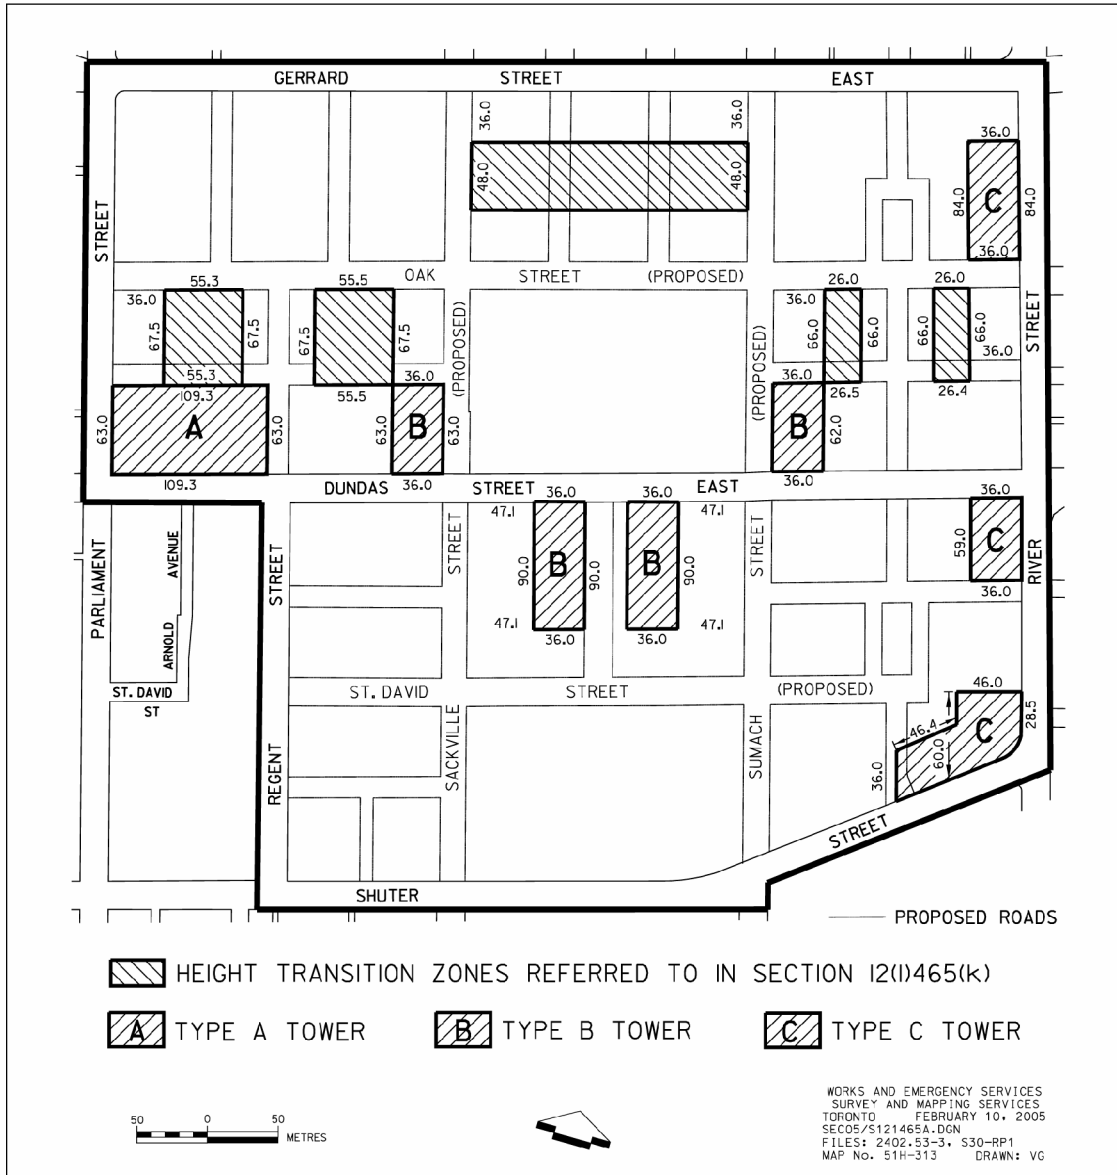 GERRARD STREET EAST
36.0 36.0 36.0
48.0 48.0
84.0 C 84.0
STREET
36.0
OAK STREET (PROPOSED)
55.3 55.5 26.0 26.0
36.0 36.0
67.5 67.5 67.5 66.0 66.0 66.0 66.0
STREET
(PROPOSED) (PROPOSED)
36.0
55.3 36.0 36.0
109.3 55.5 26.5 26.4
63.0 A 63.0 63.0 B 63.0 B 62.0
109.3 36.0 36.0
DUNDAS STREET EAST
36.0 36.0 36.0
47.1 47.1
STREET STREET STREET
PARLIAMENT
AVENUE
ARNOLD
90.0 B 90.0 B 90.0
59.0 C
RIVER
36.0
47.1 36.0 36.0 47.1
ST. DAVID
ST
ST. DAVID STREET (PROPOSED)
46.0
46.4 28.5
60.0 C
36.0
REGENT SACKVILLE SUMACH
STREET
SHUTER
PROPOSED ROADS
HEIGHT TRANSITION ZONES REFERRED TO IN SECTION 12(1)465(k)
A TYPE A TOWER B TYPE B TOWER C TYPE C TOWER
50 0 50
METRES
WORKS AND EMERGENCY SERVICES
SURVEY AND MAPPING SERVICES
TORONTO FEBRUARY 10, 2005
SEC05/S121465A.DGN
FILES: 2402.53-3, S30-RP1
MAP No. 51H-313 DRAWN: VG